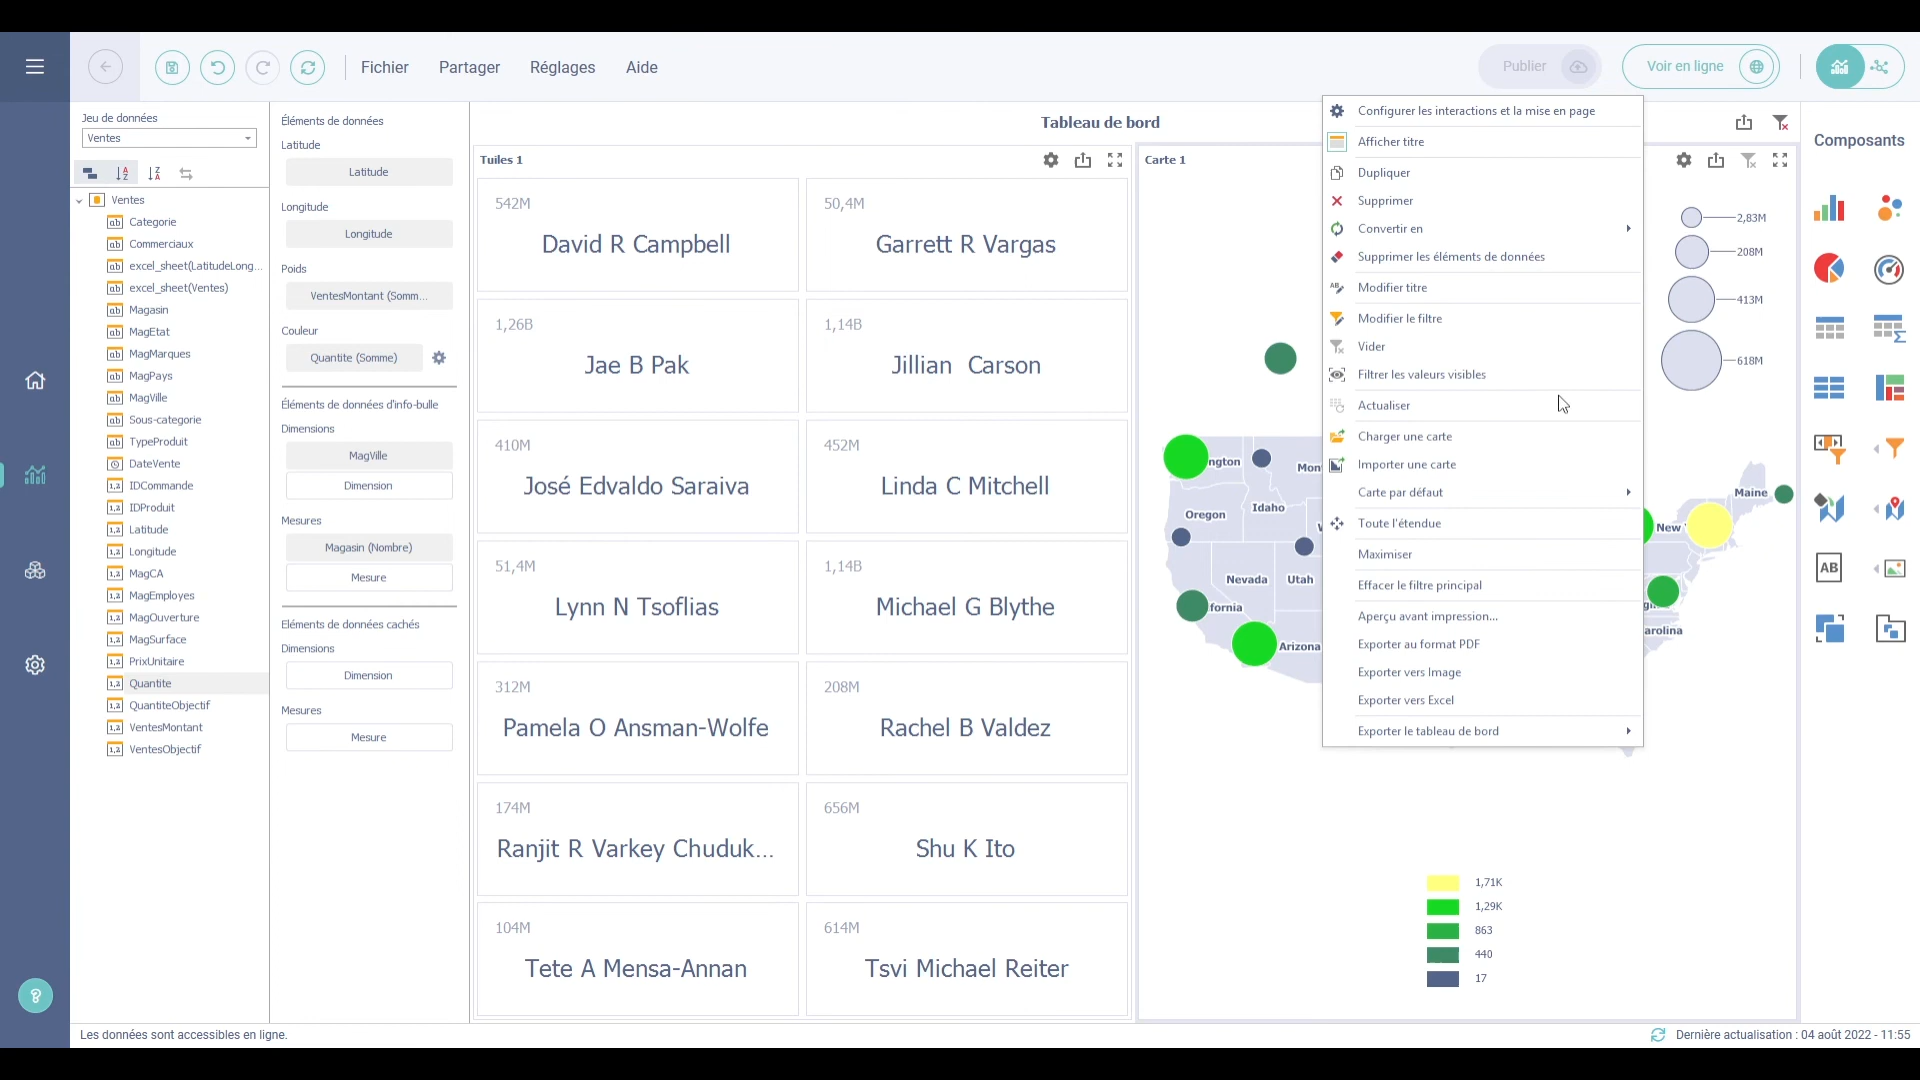 Fichier
Partager
Réglages
Aide
Publier
Voir en ligne
Jeu de données
Ventes
Ventes
Categorie
Commerciaux
excel_sheet(LatitudeLong...
excel_sheet(Ventes)
Magasin
MagEtat
MagMarques
MagPays
MagVille
Sous-categorie
TypeProduit
DateVente
IDCommande
IDProduit
Latitude
Longitude
MagCA
MagEmployes
MagOuverture
MagSurface
PrixUnitaire
Quantite
QuantiteObjectif
VentesMontant
VentesObjectif
Éléments de données
Latitude
Latitude
Longitude
Longitude
Poids
VentesMontant (Somm...
Couleur
Quantite (Somme)
Éléments de données d'info-bulle
Dimensions
MagVille
Dimension
Mesures
Magasin (Nombre)
Mesure
Eléments de données cachés
Dimensions
Dimension
Mesures
Mesure
Tableau de bord
Tuiles 1
542M
David R Campbell
50,4M
Garrett R Vargas
1,26B
Jae B Pak
1,14B
Jillian  Carson
410M
José Edvaldo Saraiva
452M
Linda C Mitchell
51,4M
Lynn N Tsoflias
1,14B
Michael G Blythe
312M
Pamela O Ansman-Wolfe
208M
Rachel B Valdez
174M
Ranjit R Varkey Chuduk...
656M
Shu K Ito
104M
Tete A Mensa-Annan
614M
Tsvi Michael Reiter
Carte 1
2,83M
208M
413M
618M
ngton
Mon
Oregon
Idaho
Nevada
Utah
fornia
Arizona
Maine
New
arolina
Configurer les interactions et la mise en page
Afficher titre
Dupliquer
Supprimer
Convertir en
Supprimer les éléments de données
Modifier titre
Modifier le filtre
Vider
Filtrer les valeurs visibles
Actualiser
Charger une carte
Importer une carte
Carte par défaut
Toute l'étendue
Maximiser
Effacer le filtre principal
Aperçu avant impression...
Exporter au format PDF
Exporter vers Image
Exporter vers Excel
Exporter le tableau de bord
1,71K
1,29K
863
440
17
Composants
AB
Les données sont accessibles en ligne.
Dernière actualisation : 04 août 2022 - 11:55